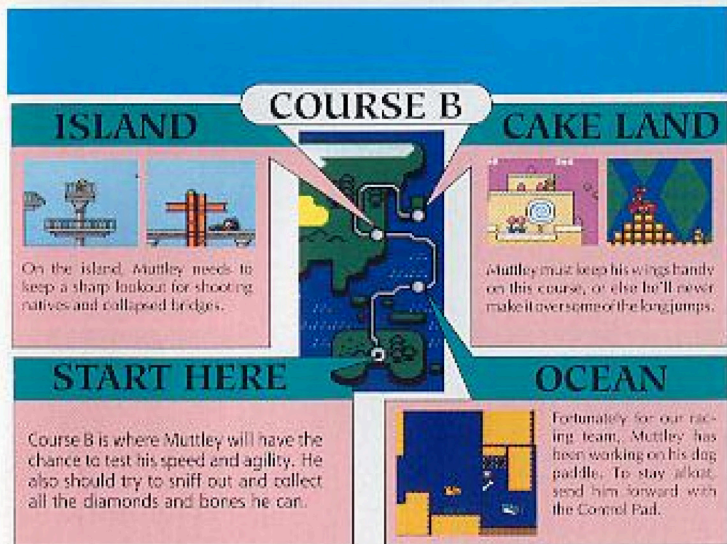 COURSE B
ISLAND
On the island, Muttley needs to
keep a sharp lookout for shooting
natives and collapsed bridges.
CAKE LAND
Muttley must keep his wings handy
on this course, or else he'll never
make it over some of the long jumps.
START HERE
Course B is where Muttley will have the
chance to test his speed and agility. He
also should try to sniff out and collect
all the diamonds and bones he can.
OCEAN
Fortunately for our rac-
ing team, Muttley has
been working on his dog
paddle. To stay afloat,
send him forward with
the Control Pad.